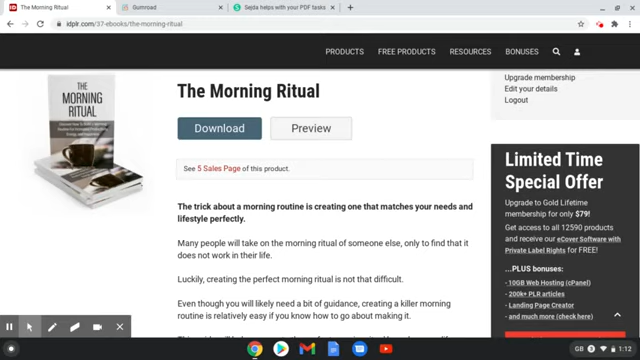 The Morning Ritual
Gumroad
Sejda helps with your PDF tasks
idplr.com/37-ebooks/the-morning-ritual
PRODUCTS FREE PRODUCTS RESOURCES BONUSES
THE
MORNING
RITUAL
The Morning Ritual
Download Preview
See 5 Sales Page of this product.
The trick about a morning routine is creating one that matches your needs and
lifestyle perfectly.
Many people will take on the morning ritual of someone else, only to find that it
does not work in their life.
Luckily, creating the perfect morning ritual is not that difficult.
Even though you will likely need a bit of guidance, creating a killer morning
routine is relatively easy if you know how to go about making it.
Upgrade membership
Edit your details
Logout
Limited Time
Special Offer
Upgrade to Gold Lifetime
membership for only $79!
Get access to all 12590 products
and receive our eCover Software with
Private Label Rights for FREE!
...PLUS bonuses:
- 10GB Web Hosting (cPanel)
- 200k+ PLR articles
- Landing Page Creator
- and much more (check here)
GB 1:12